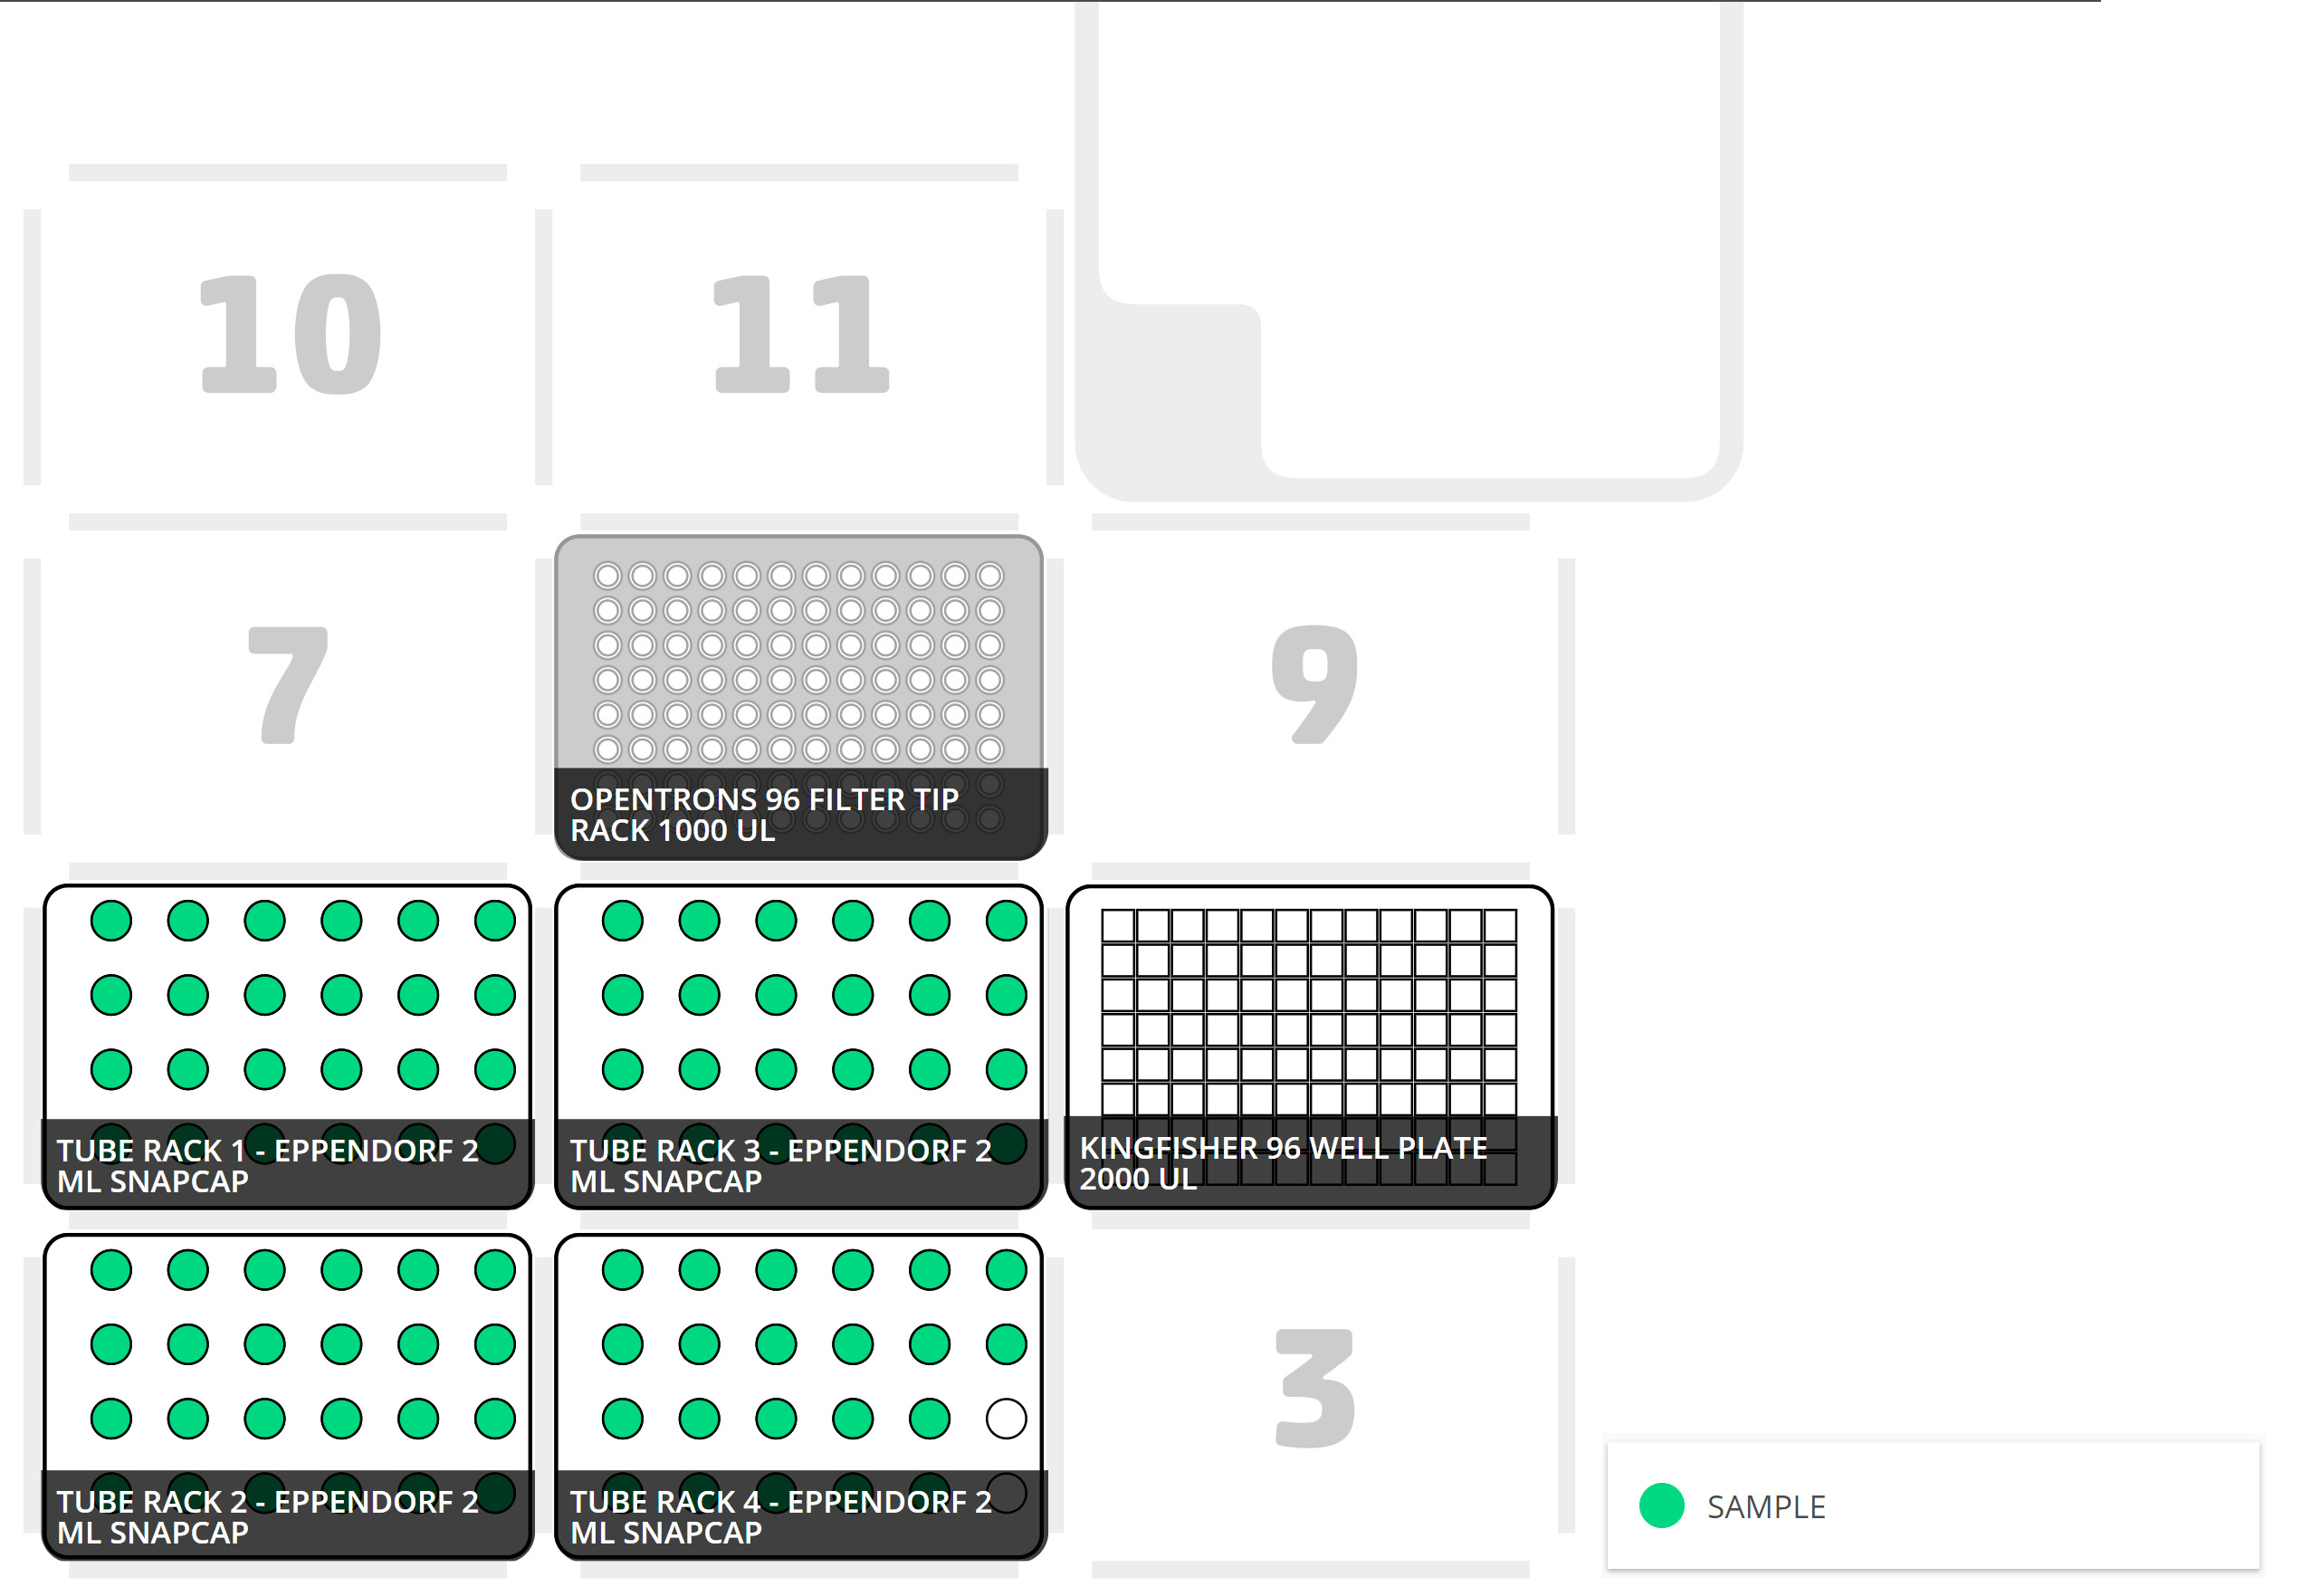 10
11
7
OPENTRONS 96 FILTER TIP
RACK 1000 UL
9
TUBE RACK 1 - EPPENDORF 2
ML SNAPCAP
TUBE RACK 3 - EPPENDORF 2
ML SNAPCAP
KINGFISHER 96 WELL PLATE
2000 UL
TUBE RACK 2 - EPPENDORF 2
ML SNAPCAP
TUBE RACK 4 - EPPENDORF 2
ML SNAPCAP
3
SAMPLE